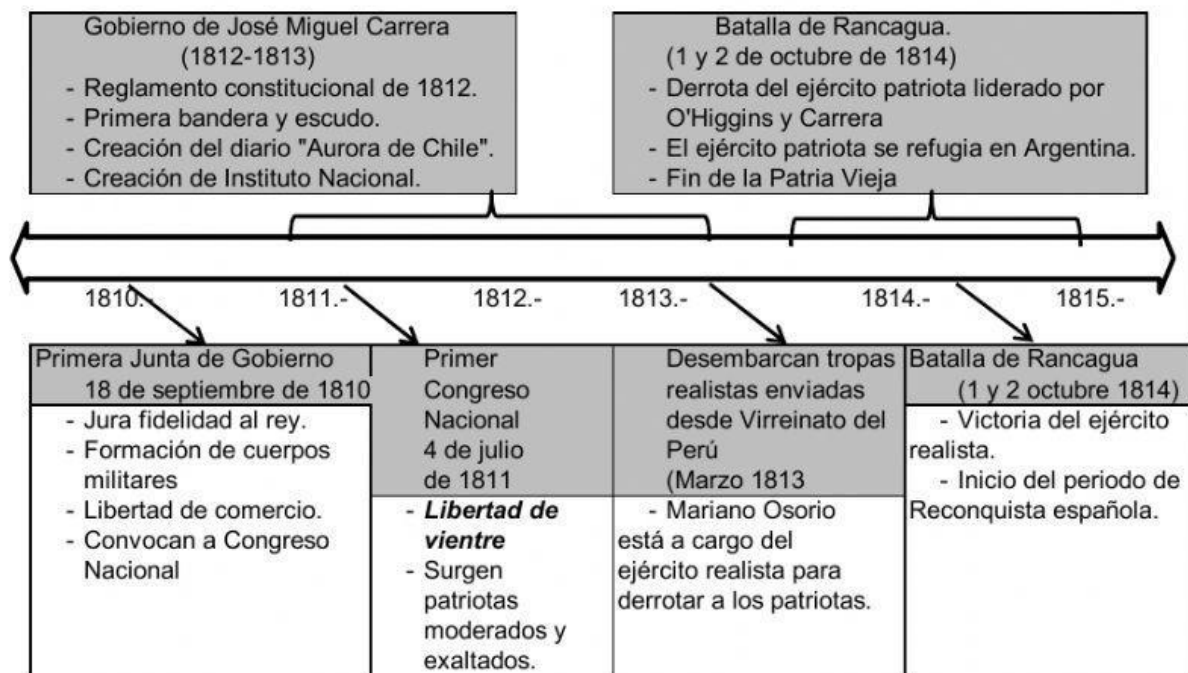 Gobierno de José Miguel Carrera
(1812-1813)
- Reglamento constitucional de 1812.
- Primera bandera y escudo.
- Creación del diario "Aurora de Chile".
- Creación de Instituto Nacional.
Batalla de Rancagua.
(1 y 2 de octubre de 1814)
- Derrota del ejército patriota liderado por
O'Higgins y Carrera
- El ejército patriota se refugia en Argentina.
- Fin de la Patria Vieja
1810.- 1811.- 1812.- 1813.- 1814.- 1815.-
Primera Junta de Gobierno
18 de septiembre de 1810
- Jura fidelidad al rey.
- Formación de cuerpos
militares
- Libertad de comercio.
- Convocan a Congreso
Nacional
Primer
Congreso
Nacional
4 de julio
de 1811
- Libertad de
vientre
- Surgen
patriotas
moderados y
exaltados.
Desembarcan tropas
realistas enviadas
desde Virreinato del
Perú
(Marzo 1813
- Mariano Osorio
está a cargo del
ejército realista para
derrotar a los patriotas.
Batalla de Rancagua
(1 y 2 octubre 1814)
- Victoria del ejército
realista.
- Inicio del periodo de
Reconquista española.